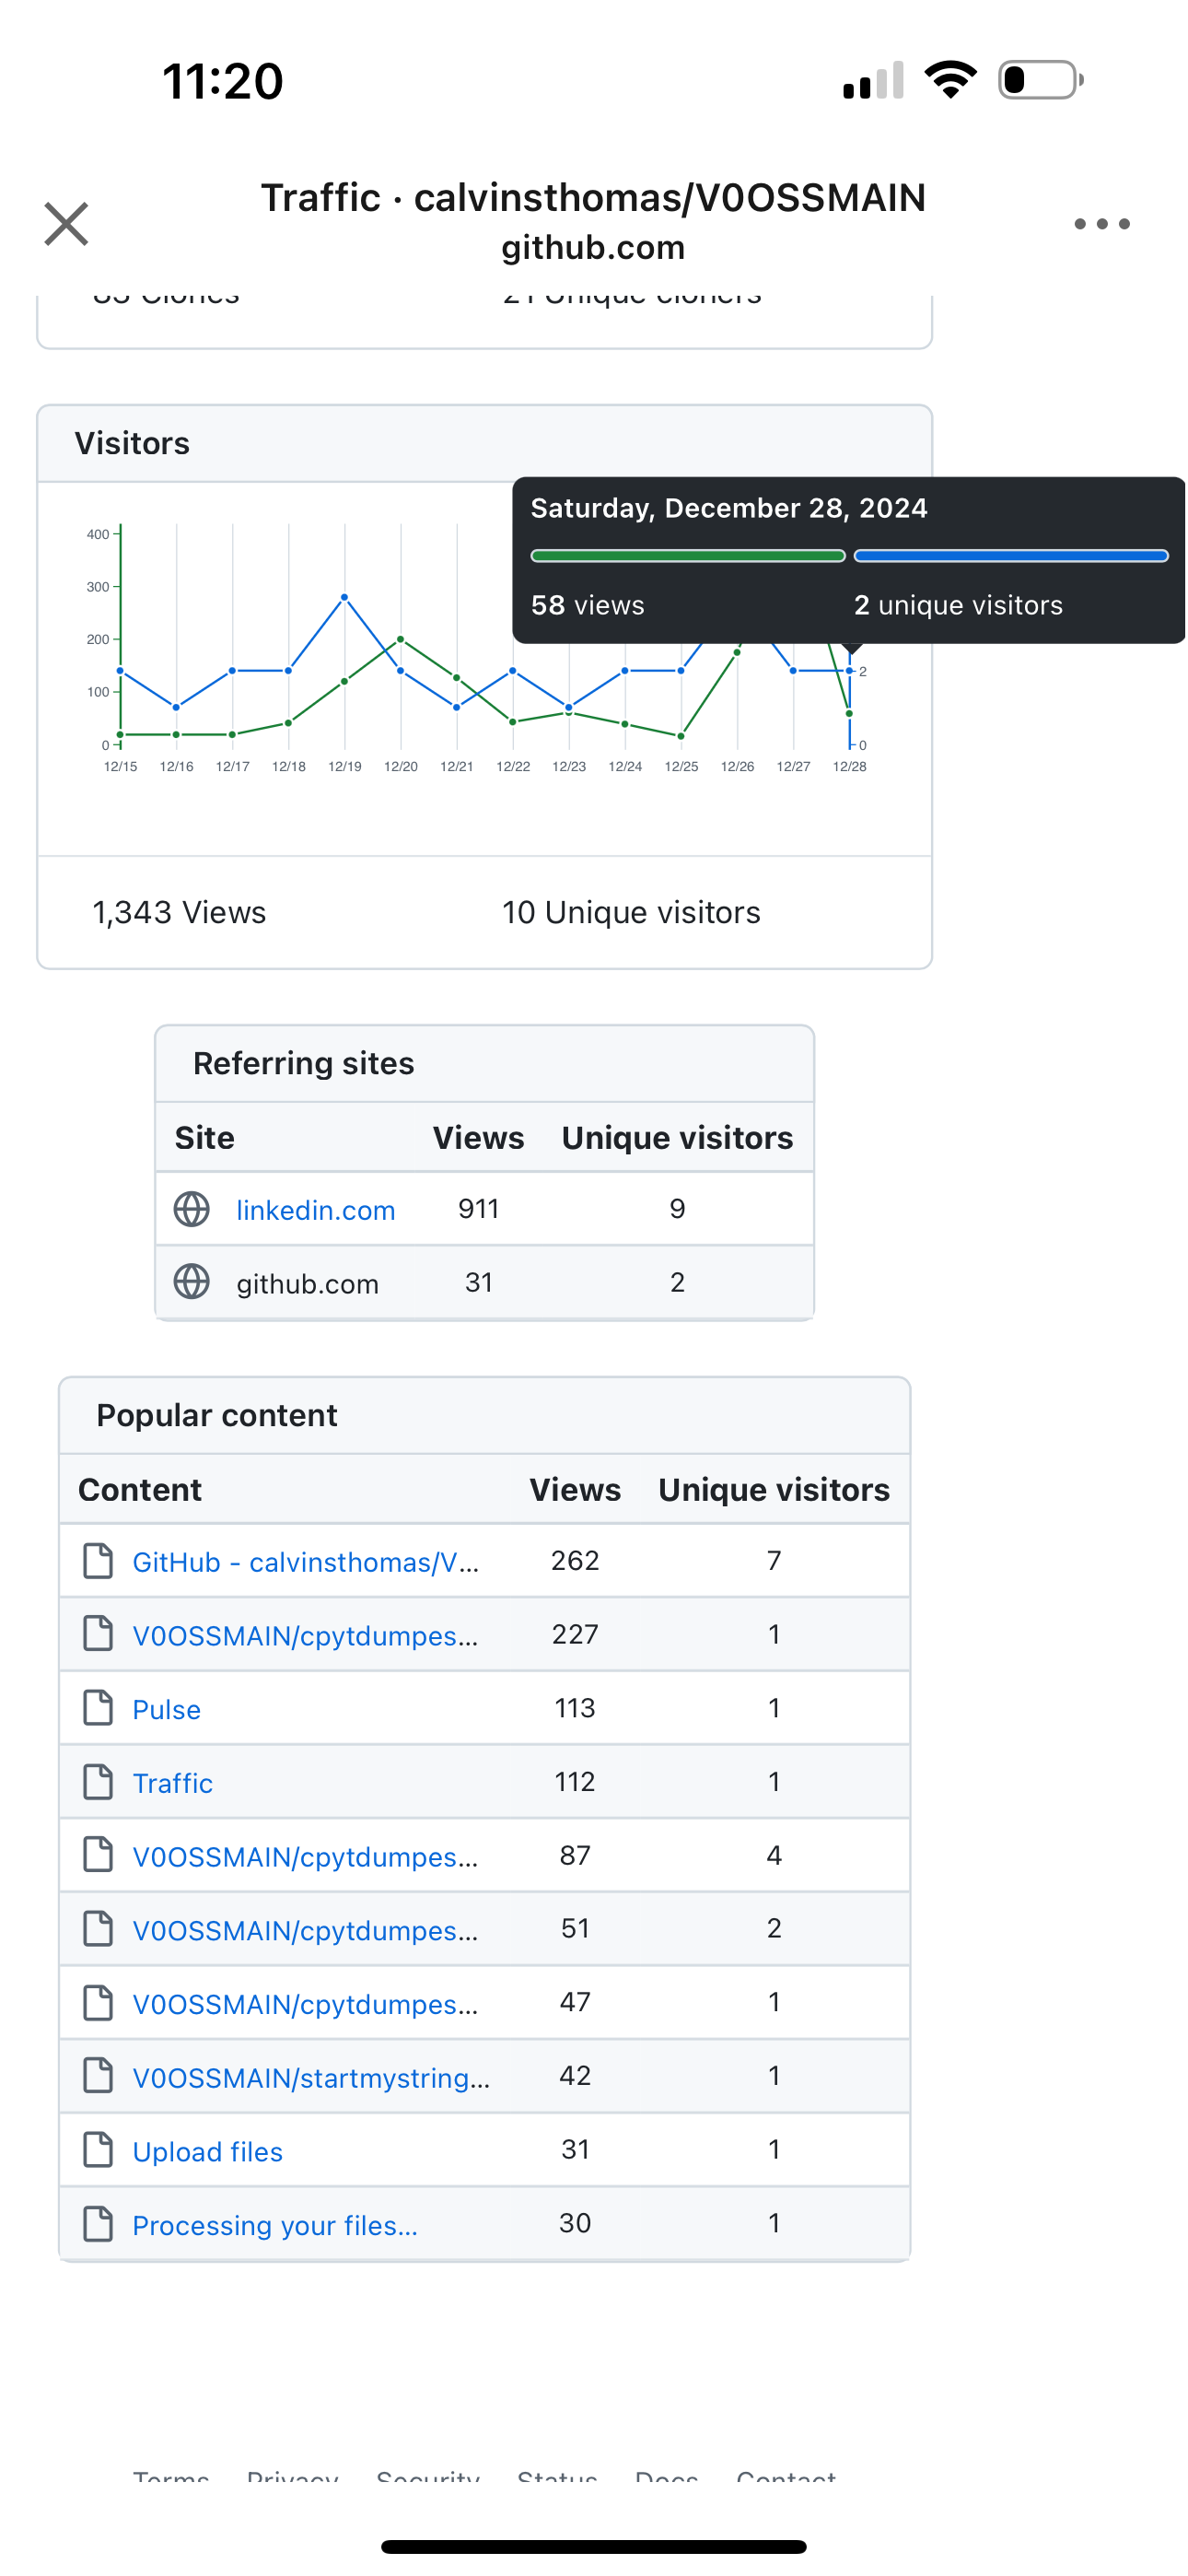 11:20
Traffic · calvinsthomas/V0OSSMAIN
github.com
Clones 21 Unique cloners
Visitors
Saturday, December 28, 2024
58 views 2 unique visitors
400
300
200
100
0
2
0
12/15 12/16 12/17 12/18 12/19 12/20 12/21 12/22 12/23 12/24 12/25 12/26 12/27 12/28
1,343 Views 10 Unique visitors
Referring sites
Site Views Unique visitors
linkedin.com 911 9
github.com 31 2
Popular content
Content Views Unique visitors
GitHub - calvinsthomas/V... 262 7
V0OSSMAIN/cpytdumpes... 227 1
Pulse 113 1
Traffic 112 1
V0OSSMAIN/cpytdumpes... 87 4
V0OSSMAIN/cpytdumpes... 51 2
V0OSSMAIN/cpytdumpes... 47 1
V0OSSMAIN/startmystring... 42 1
Upload files 31 1
Processing your files... 30 1
Terms Privacy Security Status Docs Contact